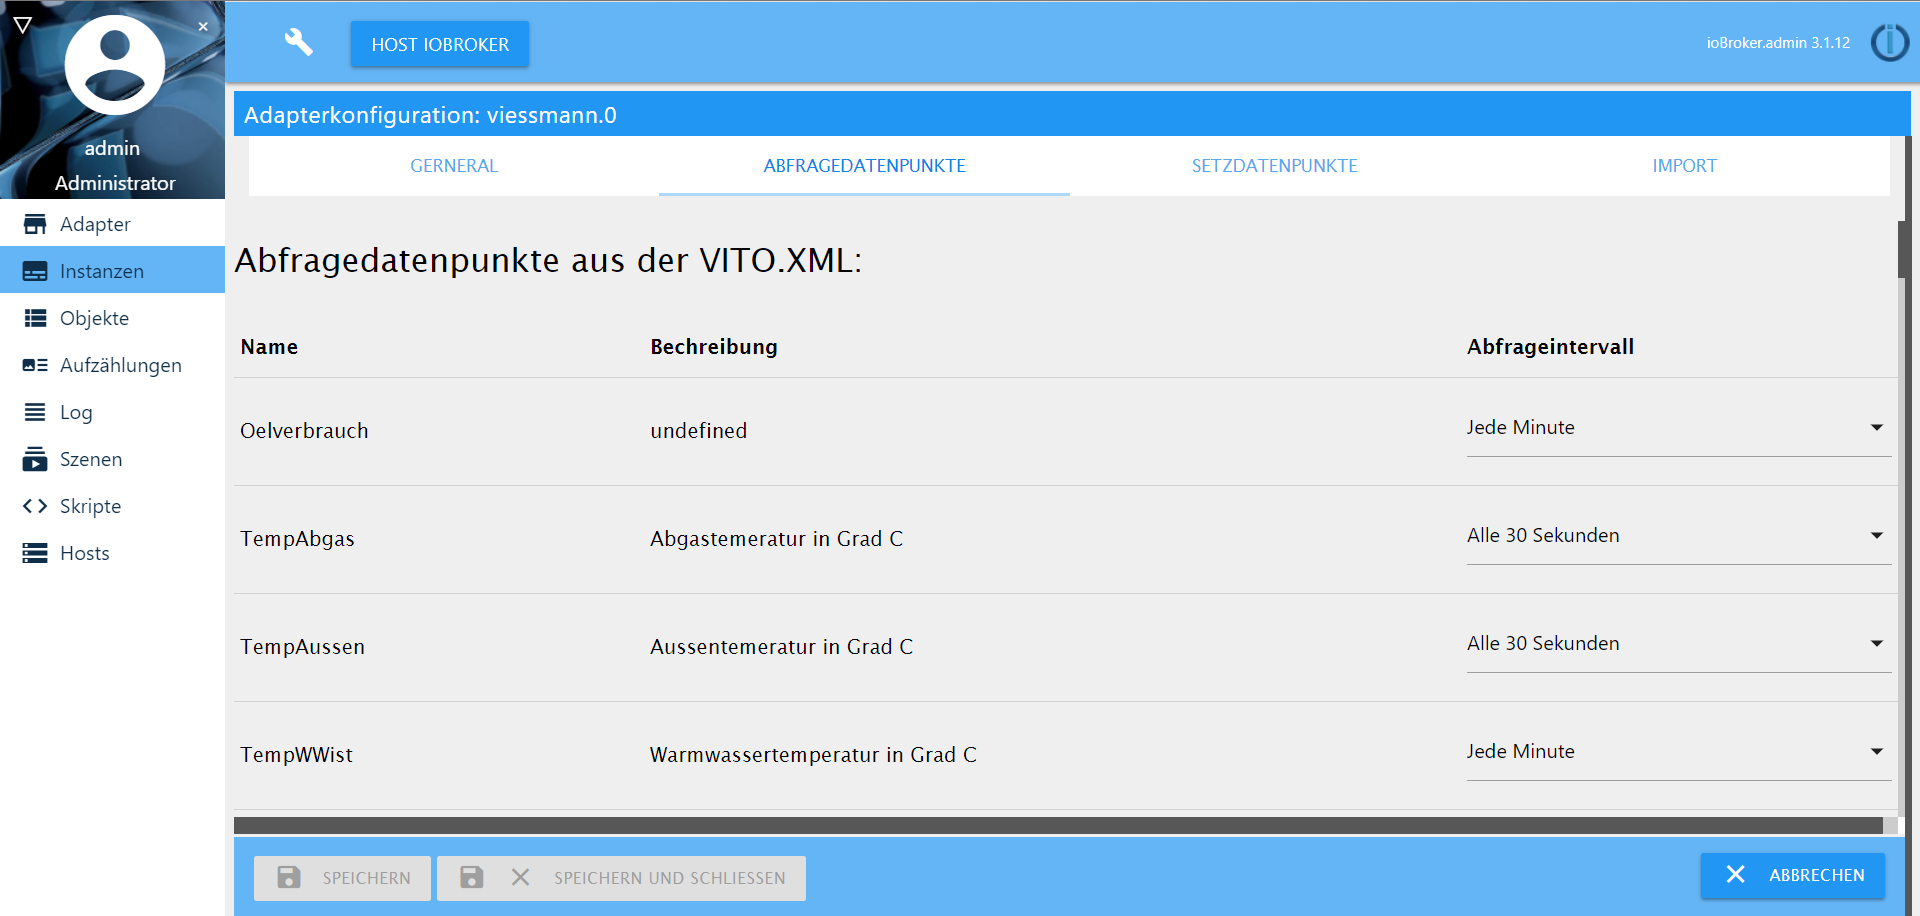 admin
Administrator
Adapter
Instanzen
Objekte
Aufzählungen
Log
Szenen
Skripte
Hosts
HOST IOBROKER
ioBroker.admin 3.1.12
Adapterkonfiguration: viessmann.0
GERNERAL ABFRAGEDATENPUNKTE SETZDATENPUNKTE IMPORT
Abfragedatenpunkte aus der VITO.XML:
Name Bechreibung Abfrageintervall
Oelverbrauch undefined Jede Minute
TempAbgas Abgastemeratur in Grad C Alle 30 Sekunden
TempAussen Aussentemeratur in Grad C Alle 30 Sekunden
TempWWist Warmwassertemperatur in Grad C Jede Minute
SPEICHERN SPEICHERN UND SCHLIESSEN ABBRECHEN